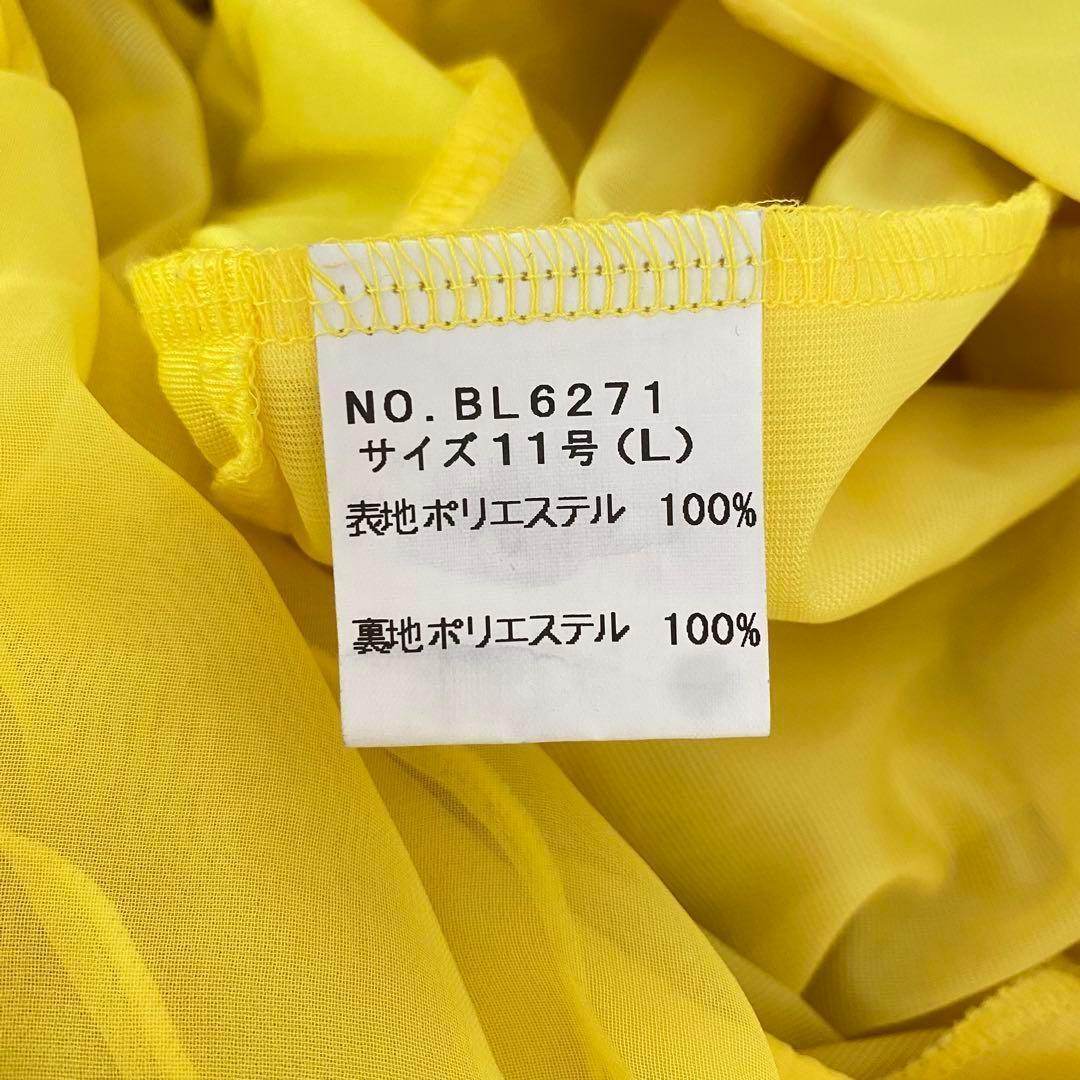 NO.BL6271
サイズ11号(L)
表地ポリエステル 100%
裏地ポリエステル 100%